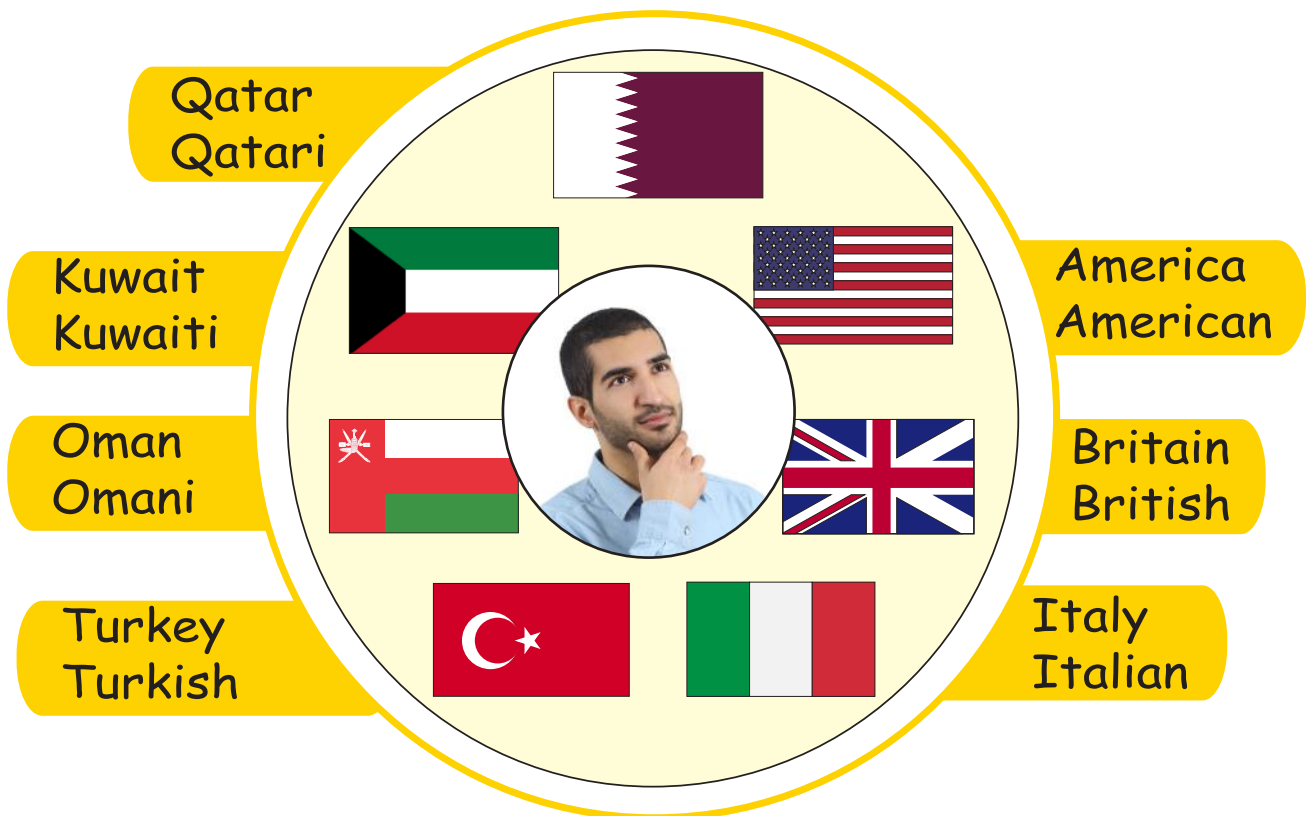 Qatar
Qatari
Kuwait
Kuwaiti
Oman
Omani
Turkey
Turkish
America
American
Britain
British
Italy
Italian